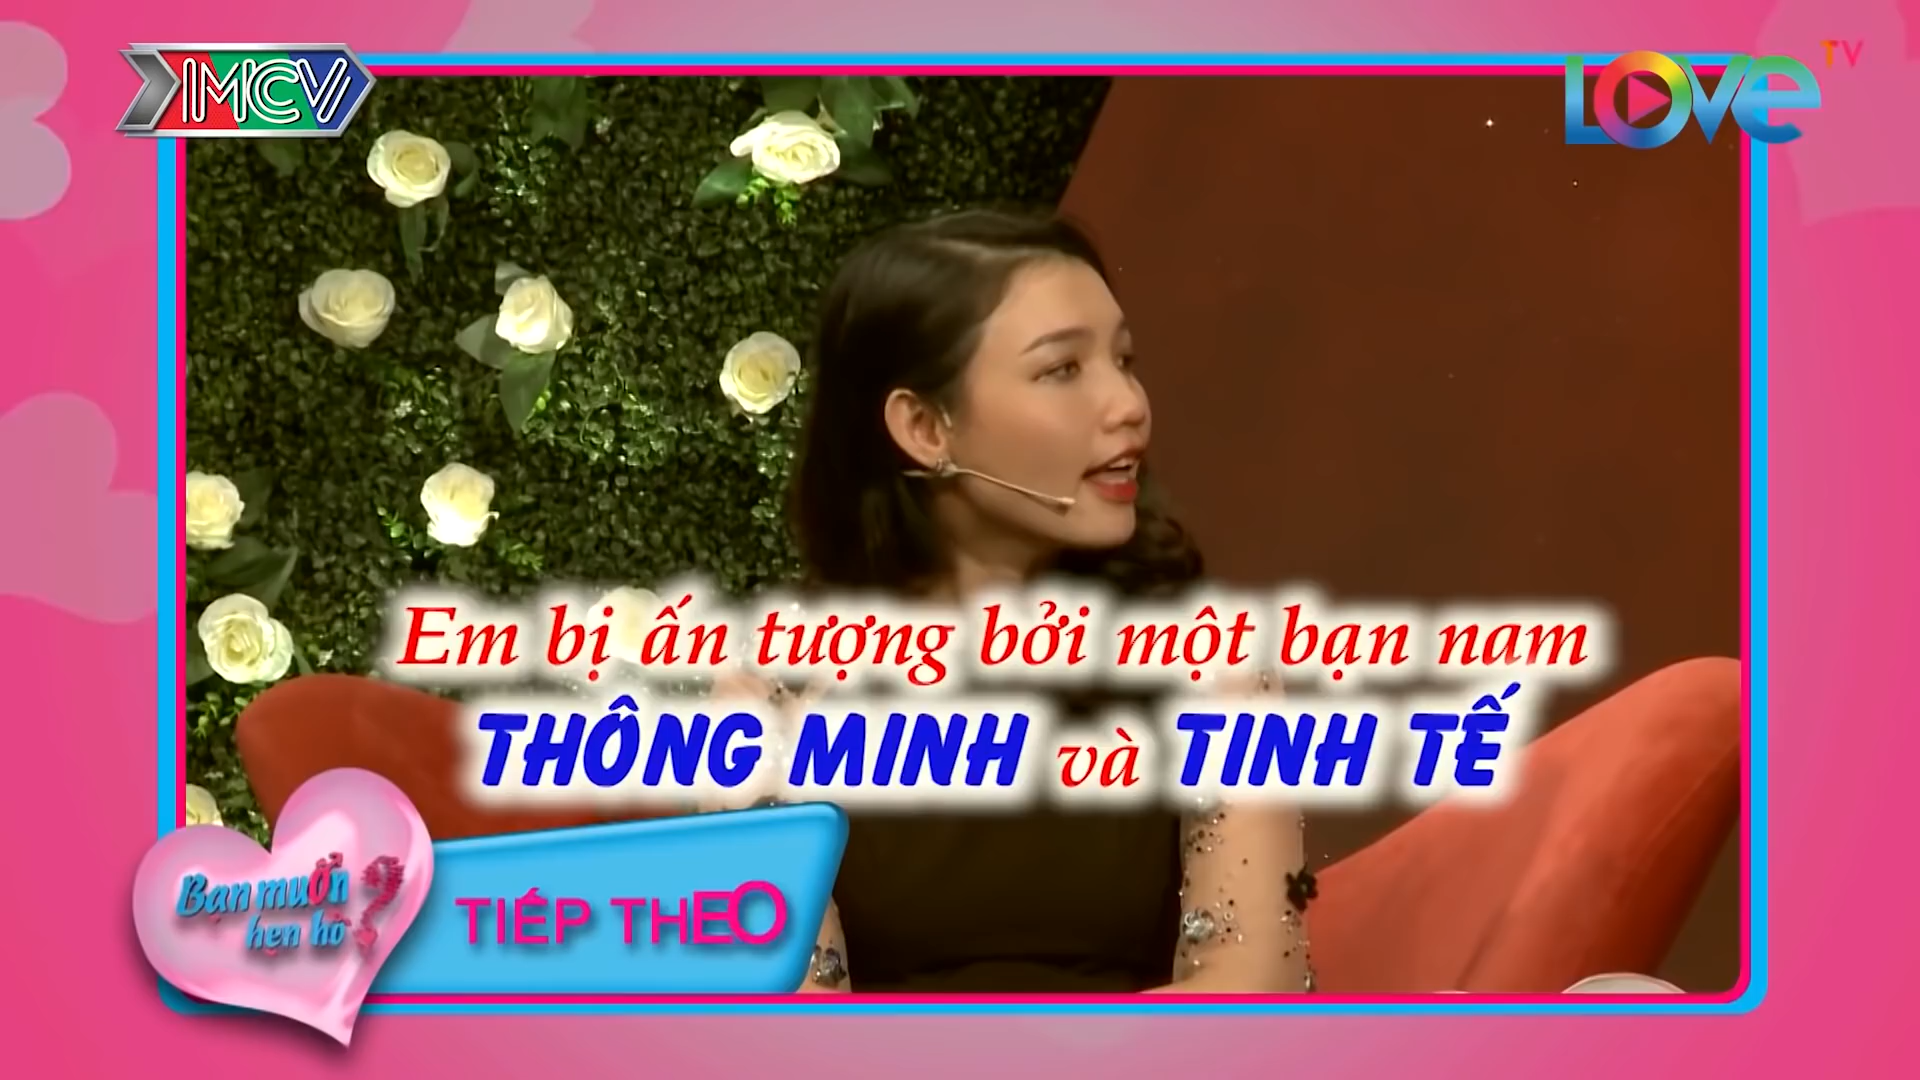 MCV
LOVE TV
Em bị ấn tượng bởi một bạn nam
THÔNG MINH và TINH TẾ
Bạn muốn
hẹn hò ?
TIẾP THEO